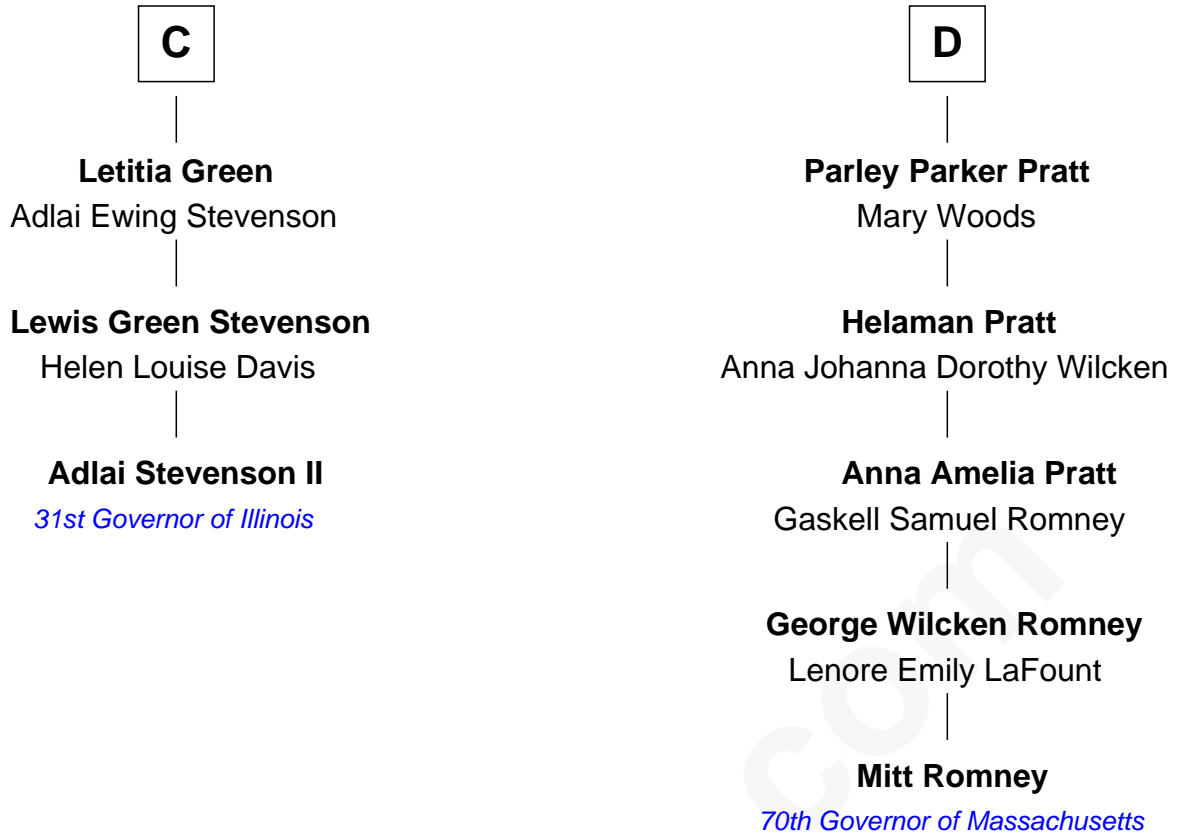 C
Letitia Green
Adlai Ewing Stevenson
Lewis Green Stevenson
Helen Louise Davis
Adlai Stevenson II
31st Governor of Illinois
D
Parley Parker Pratt
Mary Woods
Helaman Pratt
Anna Johanna Dorothy Wilcken
Anna Amelia Pratt
Gaskell Samuel Romney
George Wilcken Romney
Lenore Emily LaFount
Mitt Romney
70th Governor of Massachusetts
com